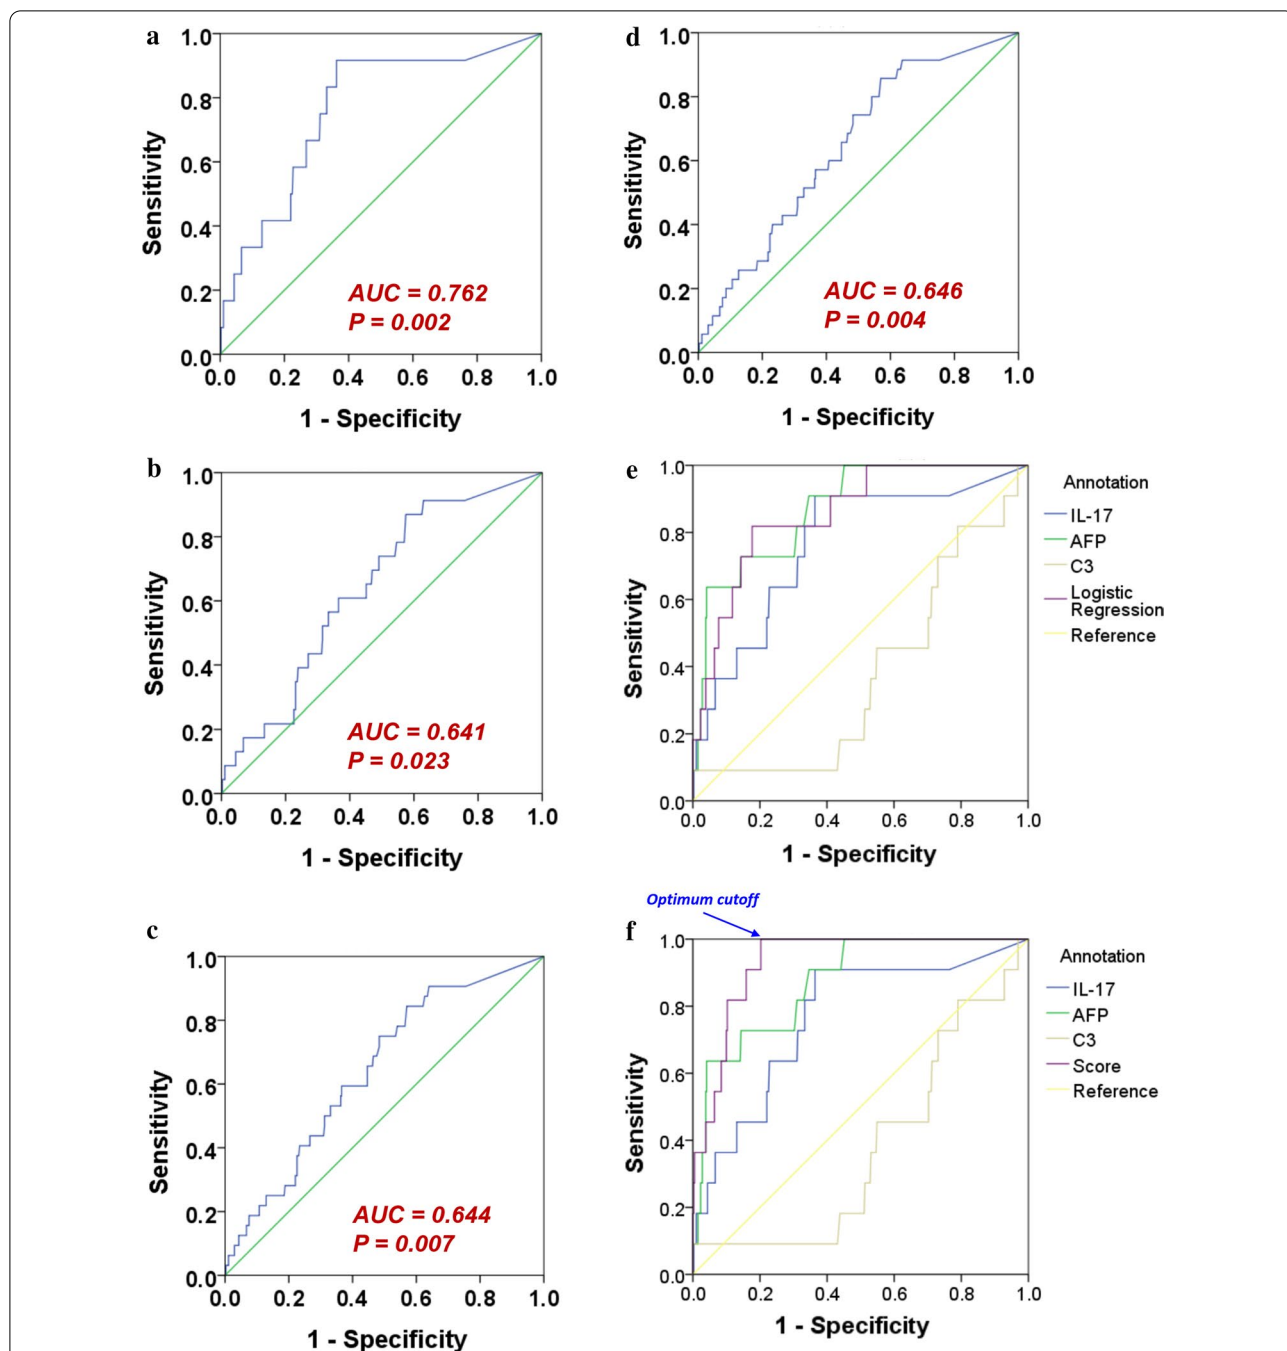 a
1.0
0.8
0.6
0.4
0.2
0.0
Sensitivity
AUC = 0.762
P = 0.002
0.0 0.2 0.4 0.6 0.8 1.0
1 - Specificity
d
1.0
0.8
0.6
0.4
0.2
0.0
Sensitivity
AUC = 0.646
P = 0.004
0.0 0.2 0.4 0.6 0.8 1.0
1 - Specificity
b
1.0
0.8
0.6
0.4
0.2
0.0
Sensitivity
AUC = 0.641
P = 0.023
0.0 0.2 0.4 0.6 0.8 1.0
1 - Specificity
e
1.0
0.8
0.6
0.4
0.2
0.0
Sensitivity
0.0 0.2 0.4 0.6 0.8 1.0
1 - Specificity
Annotation
IL-17
AFP
C3
Logistic
Regression
Reference
c
1.0
0.8
0.6
0.4
0.2
0.0
Sensitivity
AUC = 0.644
P = 0.007
0.0 0.2 0.4 0.6 0.8 1.0
1 - Specificity
Optimum cutoff
f
1.0
0.8
0.6
0.4
0.2
0.0
Sensitivity
0.0 0.2 0.4 0.6 0.8 1.0
1 - Specificity
Annotation
IL-17
AFP
C3
Score
Reference